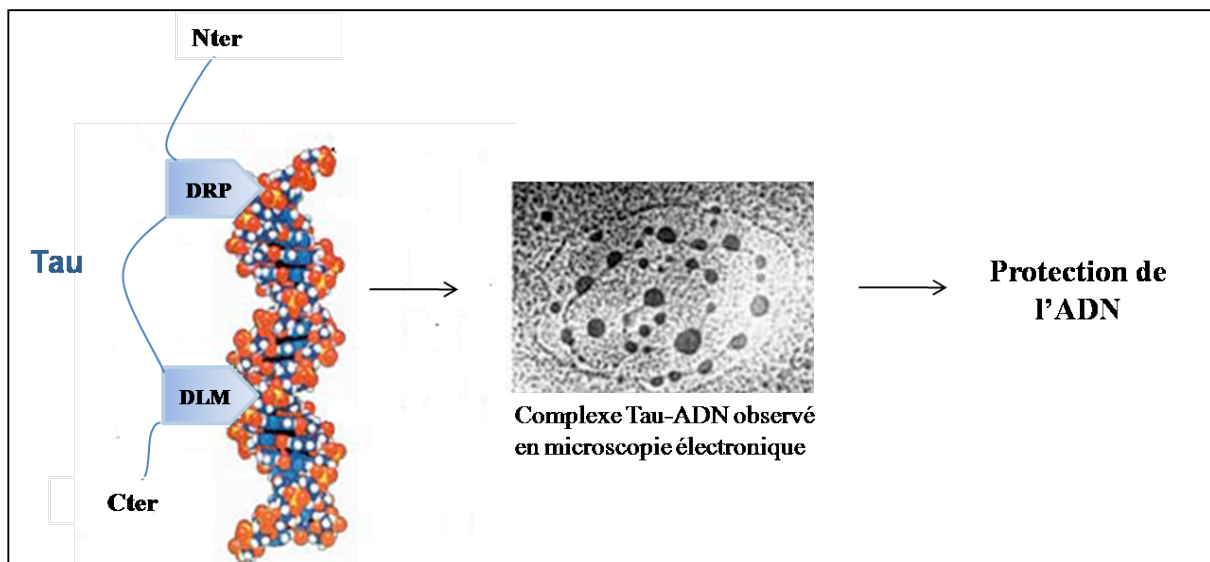 Nter
DRP
Tau
DLM
Cter
Complexe Tau-ADN observé
en microscopie électronique
Protection de
l’ADN